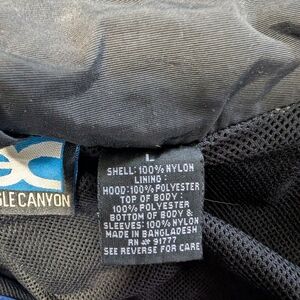 GLE CANYON
L
SHELL: 100% NYLON
LINING:
HOOD: 100% POLYESTER
TOP OF BODY:
100% POLYESTER
BOTTOM OF BODY &
SLEEVES: 100% NYLON
MADE IN BANGLADESH
RN # 91777
SEE REVERSE FOR CARE